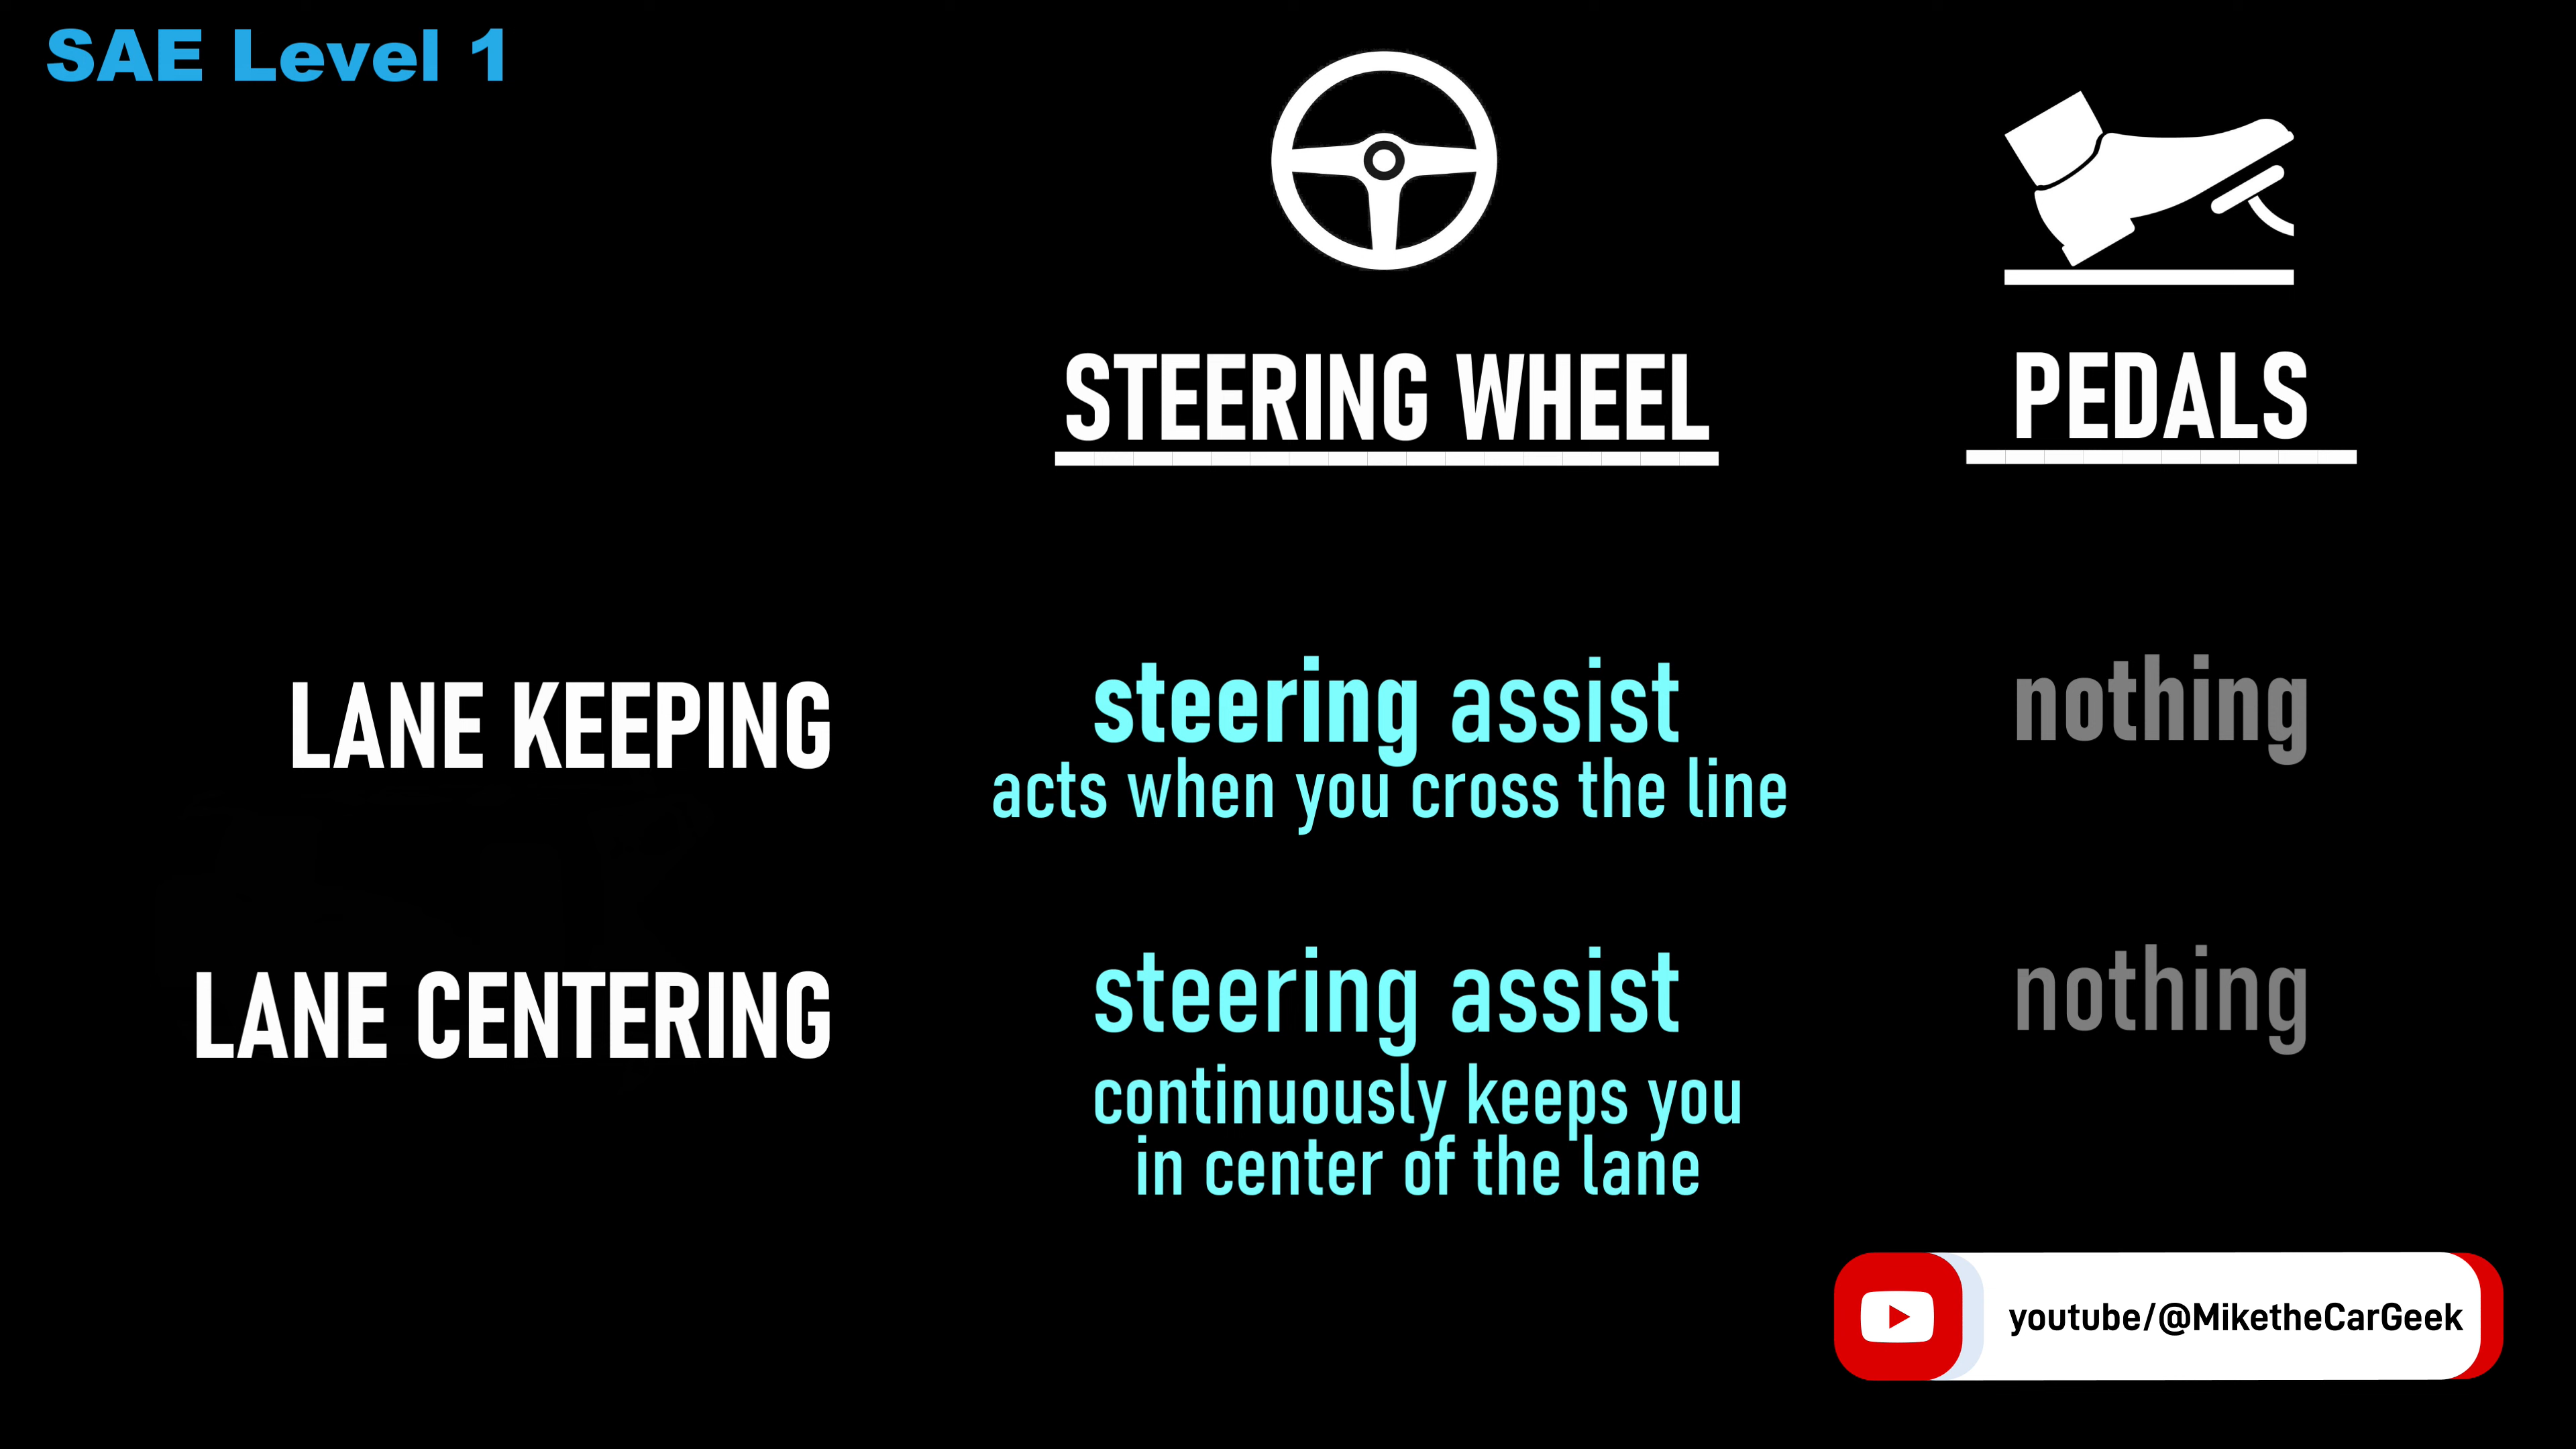 SAE Level 1
STEERING WHEEL
PEDALS
LANE KEEPING
steering assist
acts when you cross the line
nothing
LANE CENTERING
steering assist
continuously keeps you
in center of the lane
nothing
youtube/@MiketheCarGeek